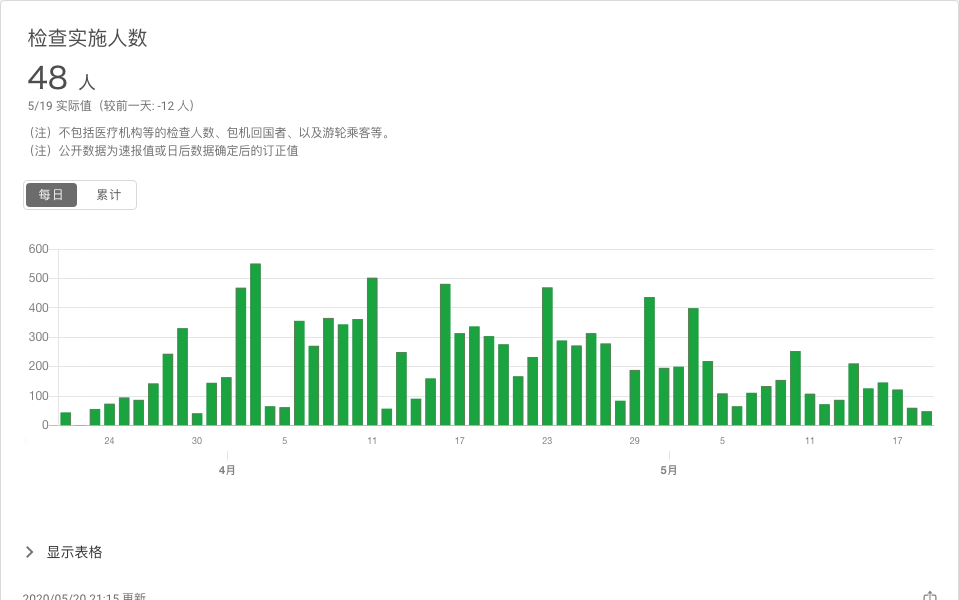 检查实施人数
48 人
5/19 实际值（较前一天: -12 人）
（注）不包括医疗机构等的检查人数、包机回国者、以及游轮乘客等。
（注）公开数据为速报值或日后数据确定后的订正值
每日 累计
600
500
400
300
200
100
0
24 30 5 11 17 23 29 5 11 17
4月 5月
显示表格
2020/05/20 21:15 更新